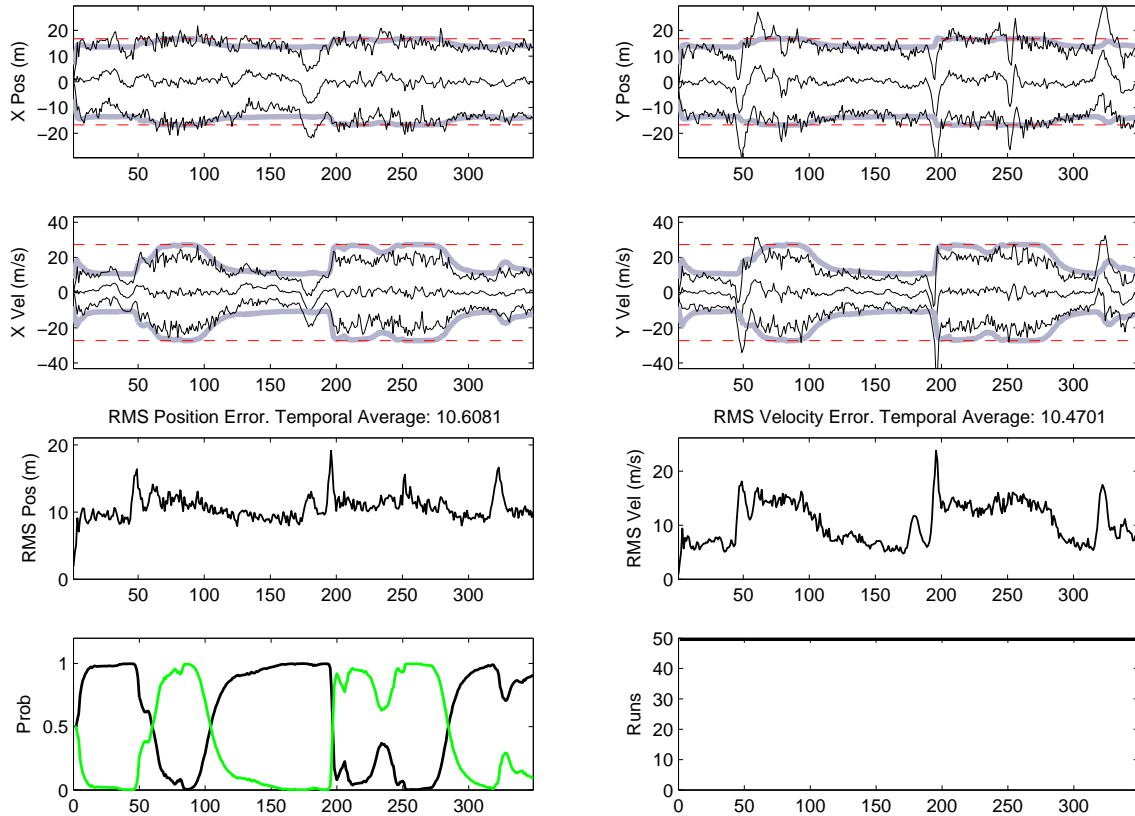 20
10
0
−10
−20
X Pos (m)
50 100 150 200 250 300
20
10
0
−10
−20
Y Pos (m)
50 100 150 200 250 300
40
20
0
−20
−40
X Vel (m/s)
50 100 150 200 250 300
40
20
0
−20
−40
Y Vel (m/s)
50 100 150 200 250 300
RMS Position Error. Temporal Average: 10.6081
20
10
0
RMS Pos (m)
50 100 150 200 250 300
RMS Velocity Error. Temporal Average: 10.4701
20
10
0
RMS Vel (m/s)
50 100 150 200 250 300
1
0.5
0
Prob
0 50 100 150 200 250 300
50
40
30
20
10
0
Runs
0 50 100 150 200 250 300